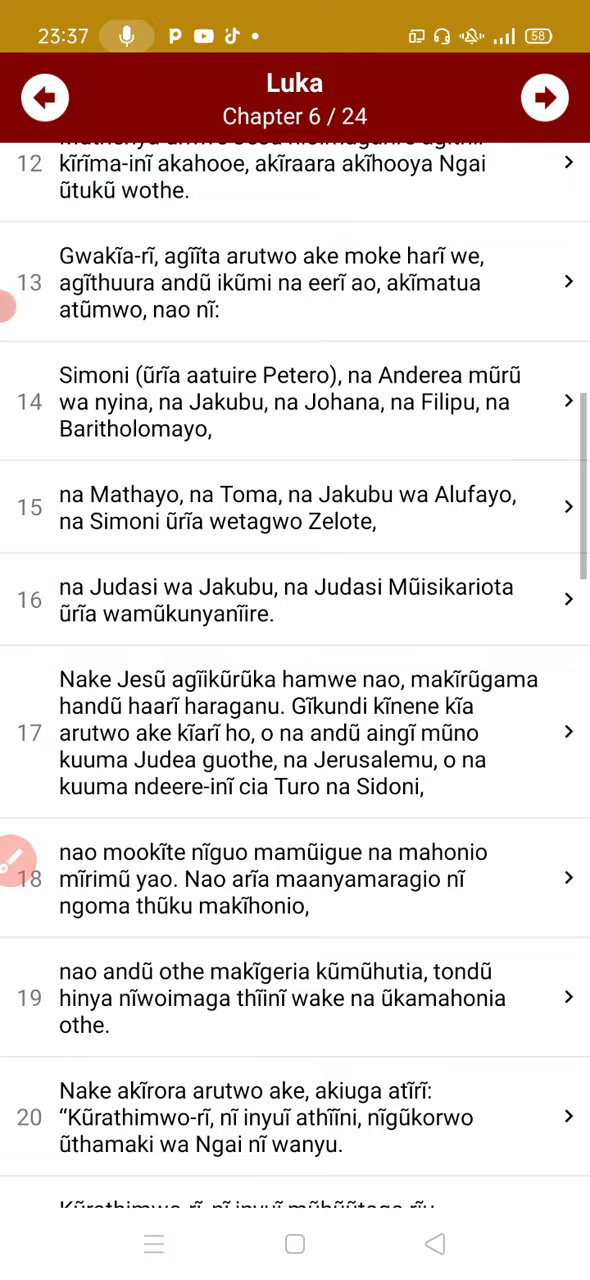 23:37
58
Luka
Chapter 6 / 24
12 kĩrĩma-inĩ akahooe, akĩraara akĩhooya Ngai
ũtukũ wothe.
Gwakĩa-rĩ, agĩĩta arutwo ake moke harĩ we,
13 agĩthuura andũ ikũmi na eerĩ ao, akĩmatua
atũmwo, nao nĩ:
Simoni (ũrĩa aatuire Petero), na Anderea mũrũ
14 wa nyina, na Jakubu, na Johana, na Filipu, na
Baritholomayo,
15 na Mathayo, na Toma, na Jakubu wa Alufayo,
na Simoni ũrĩa wetagwo Zelote,
16 na Judasi wa Jakubu, na Judasi Mũisikariota
ũrĩa wamũkunyanĩire.
Nake Jesũ agĩikũrũka hamwe nao, makĩrũgama
handũ haarĩ haraganu. Gĩkundi kĩnene kĩa
17 arutwo ake kĩarĩ ho, o na andũ aingĩ mũno
kuuma Judea guothe, na Jerusalemu, o na
kuuma ndeere-inĩ cia Turo na Sidoni,
nao mookĩte nĩguo mamũigue na mahonio
18 mĩrimũ yao. Nao arĩa maanyamaragio nĩ
ngoma thũku makĩhonio,
nao andũ othe makĩgeria kũmũhutia, tondũ
19 hinya nĩwoimaga thĩinĩ wake na ũkamahonia
othe.
Nake akĩrora arutwo ake, akiuga atĩrĩ:
20 “Kũrathimwo-rĩ, nĩ inyuĩ athĩĩni, nĩgũkorwo
ũthamaki wa Ngai nĩ wanyu.